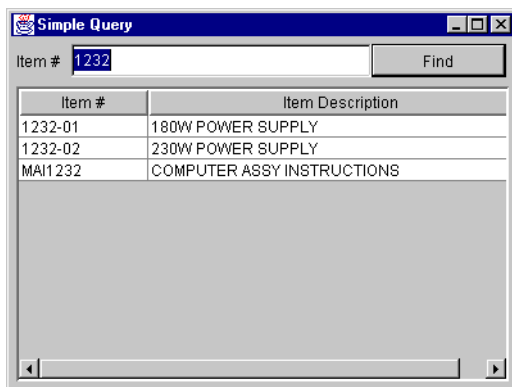 Simple Query
Item # 1232 Find
Item # Item Description
1232-01 180W POWER SUPPLY
1232-02 230W POWER SUPPLY
MAI1232 COMPUTER ASSY INSTRUCTIONS